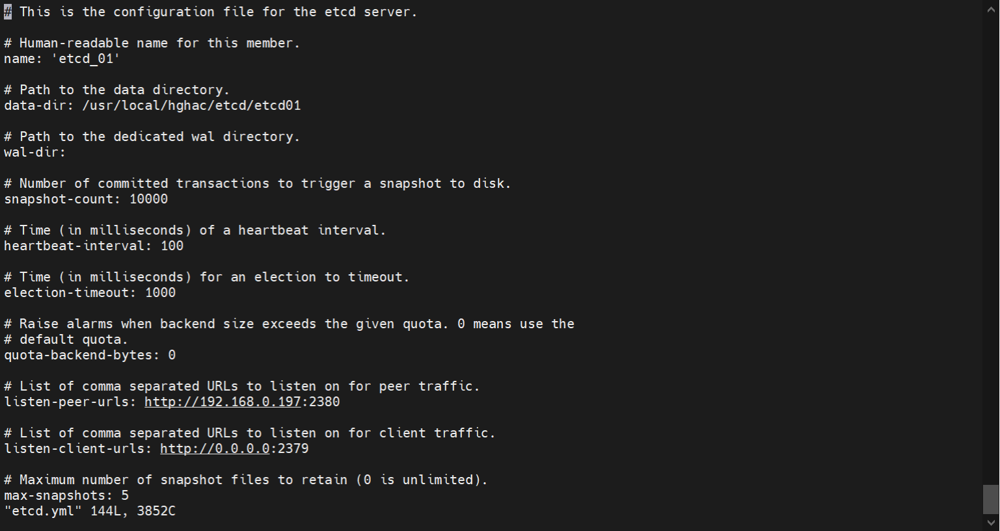 # This is the configuration file for the etcd server.
# Human-readable name for this member.
name: 'etcd_01'
# Path to the data directory.
data-dir: /usr/local/hghac/etcd/etcd01
# Path to the dedicated wal directory.
wal-dir:
# Number of committed transactions to trigger a snapshot to disk.
snapshot-count: 10000
# Time (in milliseconds) of a heartbeat interval.
heartbeat-interval: 100
# Time (in milliseconds) for an election to timeout.
election-timeout: 1000
# Raise alarms when backend size exceeds the given quota. 0 means use the
# default quota.
quota-backend-bytes: 0
# List of comma separated URLs to listen on for peer traffic.
listen-peer-urls: http://192.168.0.197:2380
# List of comma separated URLs to listen on for client traffic.
listen-client-urls: http://0.0.0.0:2379
# Maximum number of snapshot files to retain (0 is unlimited).
max-snapshots: 5
"etcd.yml" 144L, 3852C